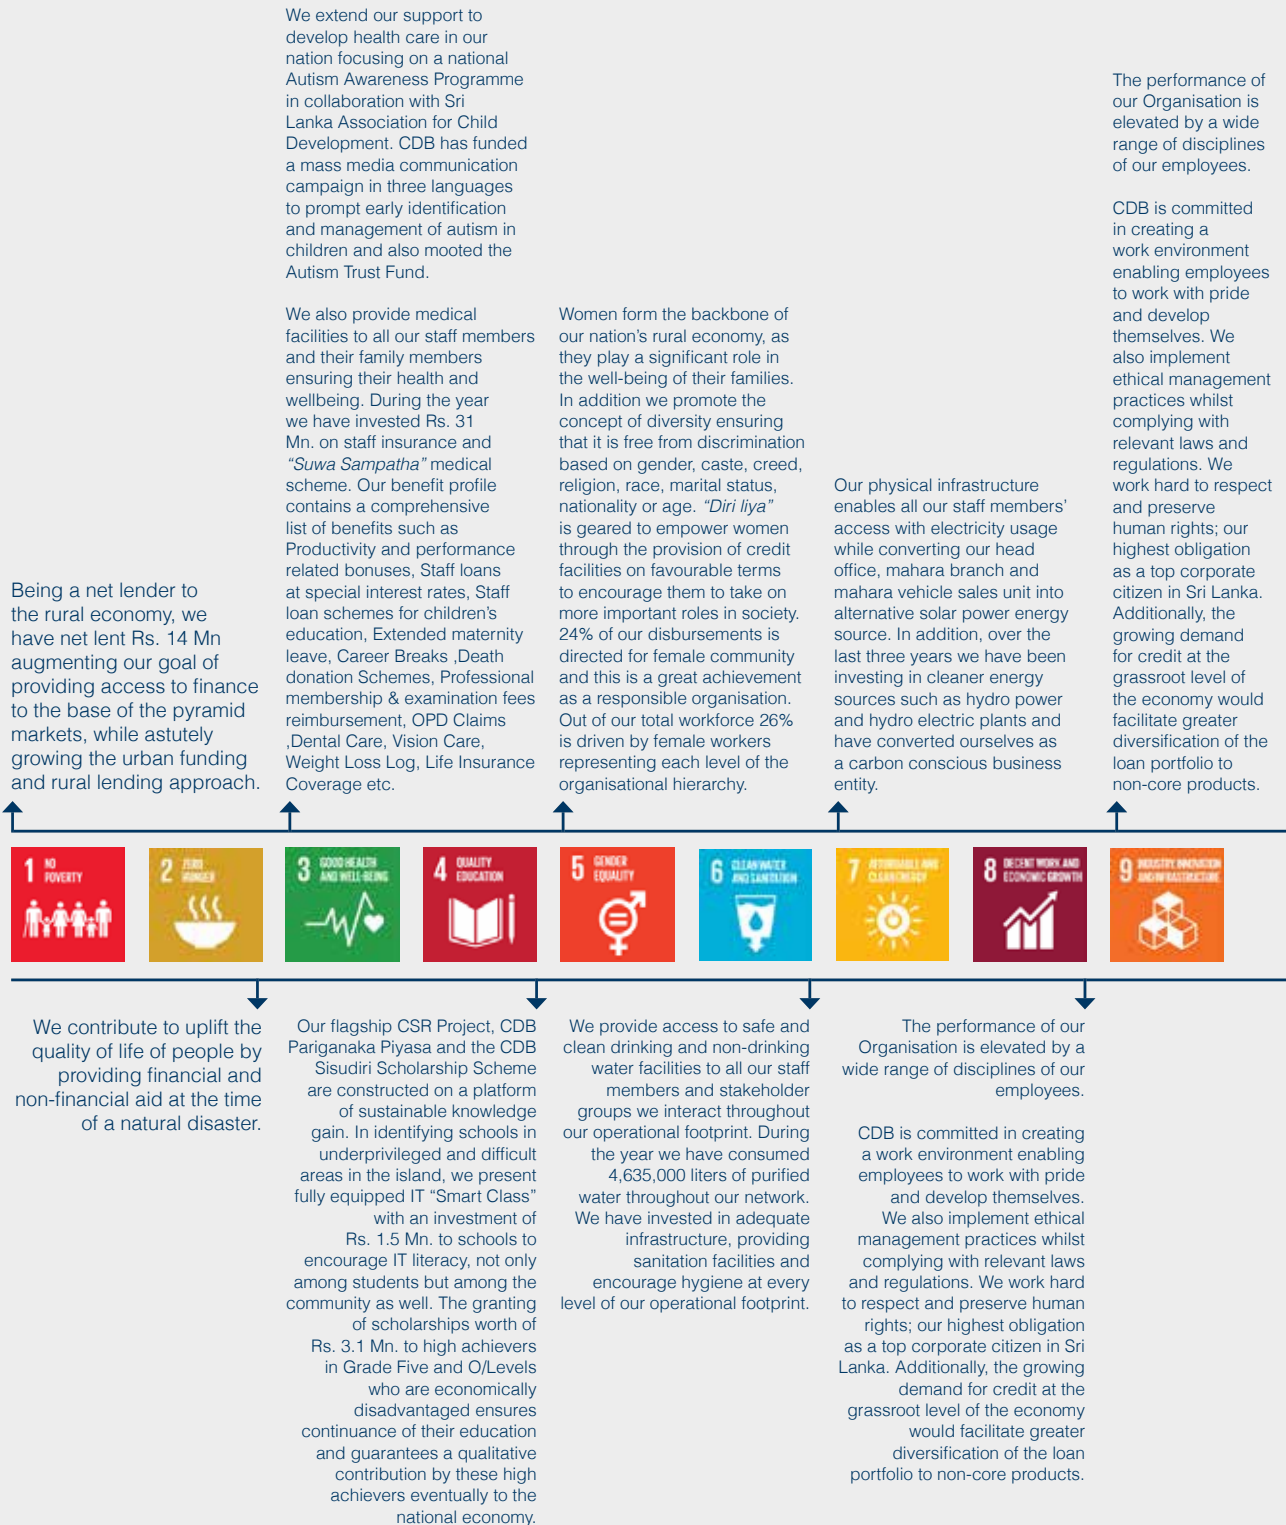 We extend our support to
develop health care in our
nation focusing on a national
Autism Awareness Programme
in collaboration with Sri
Lanka Association for Child
Development. CDB has funded
a mass media communication
campaign in three languages
to prompt early identification
and management of autism in
children and also mooted the
Autism Trust Fund.
We also provide medical
facilities to all our staff members
and their family members
ensuring their health and
wellbeing. During the year
we have invested Rs. 31
Mn. on staff insurance and
“Suwa Sampatha” medical
scheme. Our benefit profile
contains a comprehensive
list of benefits such as
Productivity and performance
related bonuses, Staff loans
at special interest rates, Staff
loan schemes for children’s
education, Extended maternity
leave, Career Breaks ,Death
donation Schemes, Professional
membership & examination fees
reimbursement, OPD Claims
,Dental Care, Vision Care,
Weight Loss Log, Life Insurance
Coverage etc.
Being a net lender to
the rural economy, we
have net lent Rs. 14 Mn
augmenting our goal of
providing access to finance
to the base of the pyramid
markets, while astutely
growing the urban funding
and rural lending approach.
Women form the backbone of
our nation’s rural economy, as
they play a significant role in
the well-being of their families.
In addition we promote the
concept of diversity ensuring
that it is free from discrimination
based on gender, caste, creed,
religion, race, marital status,
nationality or age. “Diri liya”
is geared to empower women
through the provision of credit
facilities on favourable terms
to encourage them to take on
more important roles in society.
24% of our disbursements is
directed for female community
and this is a great achievement
as a responsible organisation.
Out of our total workforce 26%
is driven by female workers
representing each level of the
organisational hierarchy.
Our physical infrastructure
enables all our staff members’
access with electricity usage
while converting our head
office, mahara branch and
mahara vehicle sales unit into
alternative solar power energy
source. In addition, over the
last three years we have been
investing in cleaner energy
sources such as hydro power
and hydro electric plants and
have converted ourselves as
a carbon conscious business
entity.
The performance of
our Organisation is
elevated by a wide
range of disciplines
of our employees.
CDB is committed
in creating a
work environment
enabling employees
to work with pride
and develop
themselves. We
also implement
ethical management
practices whilst
complying with
relevant laws and
regulations. We
work hard to respect
and preserve
human rights; our
highest obligation
as a top corporate
citizen in Sri Lanka.
Additionally, the
growing demand
for credit at the
grassroot level of
the economy would
facilitate greater
diversification of the
loan portfolio to
non-core products.
1 NO
POVERTY
2 ZERO
HUNGER
3 GOOD HEALTH
AND WELL-BEING
4 QUALITY
EDUCATION
5 GENDER
EQUALITY
6 CLEAN WATER
AND SANITATION
7 AFFORDABLE AND
CLEAN ENERGY
8 DECENT WORK AND
ECONOMIC GROWTH
9 INDUSTRY, INNOVATION
AND INFRASTRUCTURE
We contribute to uplift the
quality of life of people by
providing financial and
non-financial aid at the time
of a natural disaster.
Our flagship CSR Project, CDB
Pariganaka Piyasa and the CDB
Sisudiri Scholarship Scheme
are constructed on a platform
of sustainable knowledge
gain. In identifying schools in
underprivileged and difficult
areas in the island, we present
fully equipped IT “Smart Class”
with an investment of
Rs. 1.5 Mn. to schools to
encourage IT literacy, not only
among students but among the
community as well. The granting
of scholarships worth of
Rs. 3.1 Mn. to high achievers
in Grade Five and O/Levels
who are economically
disadvantaged ensures
continuance of their education
and guarantees a qualitative
contribution by these high
achievers eventually to the
national economy.
We provide access to safe and
clean drinking and non-drinking
water facilities to all our staff
members and stakeholder
groups we interact throughout
our operational footprint. During
the year we have consumed
4,635,000 liters of purified
water throughout our network.
We have invested in adequate
infrastructure, providing
sanitation facilities and
encourage hygiene at every
level of our operational footprint.
The performance of our
Organisation is elevated by a
wide range of disciplines of our
employees.
CDB is committed in creating
a work environment enabling
employees to work with pride
and develop themselves.
We also implement ethical
management practices whilst
complying with relevant laws
and regulations. We work hard
to respect and preserve human
rights; our highest obligation
as a top corporate citizen in Sri
Lanka. Additionally, the growing
demand for credit at the
grassroot level of the economy
would facilitate greater
diversification of the loan
portfolio to non-core products.